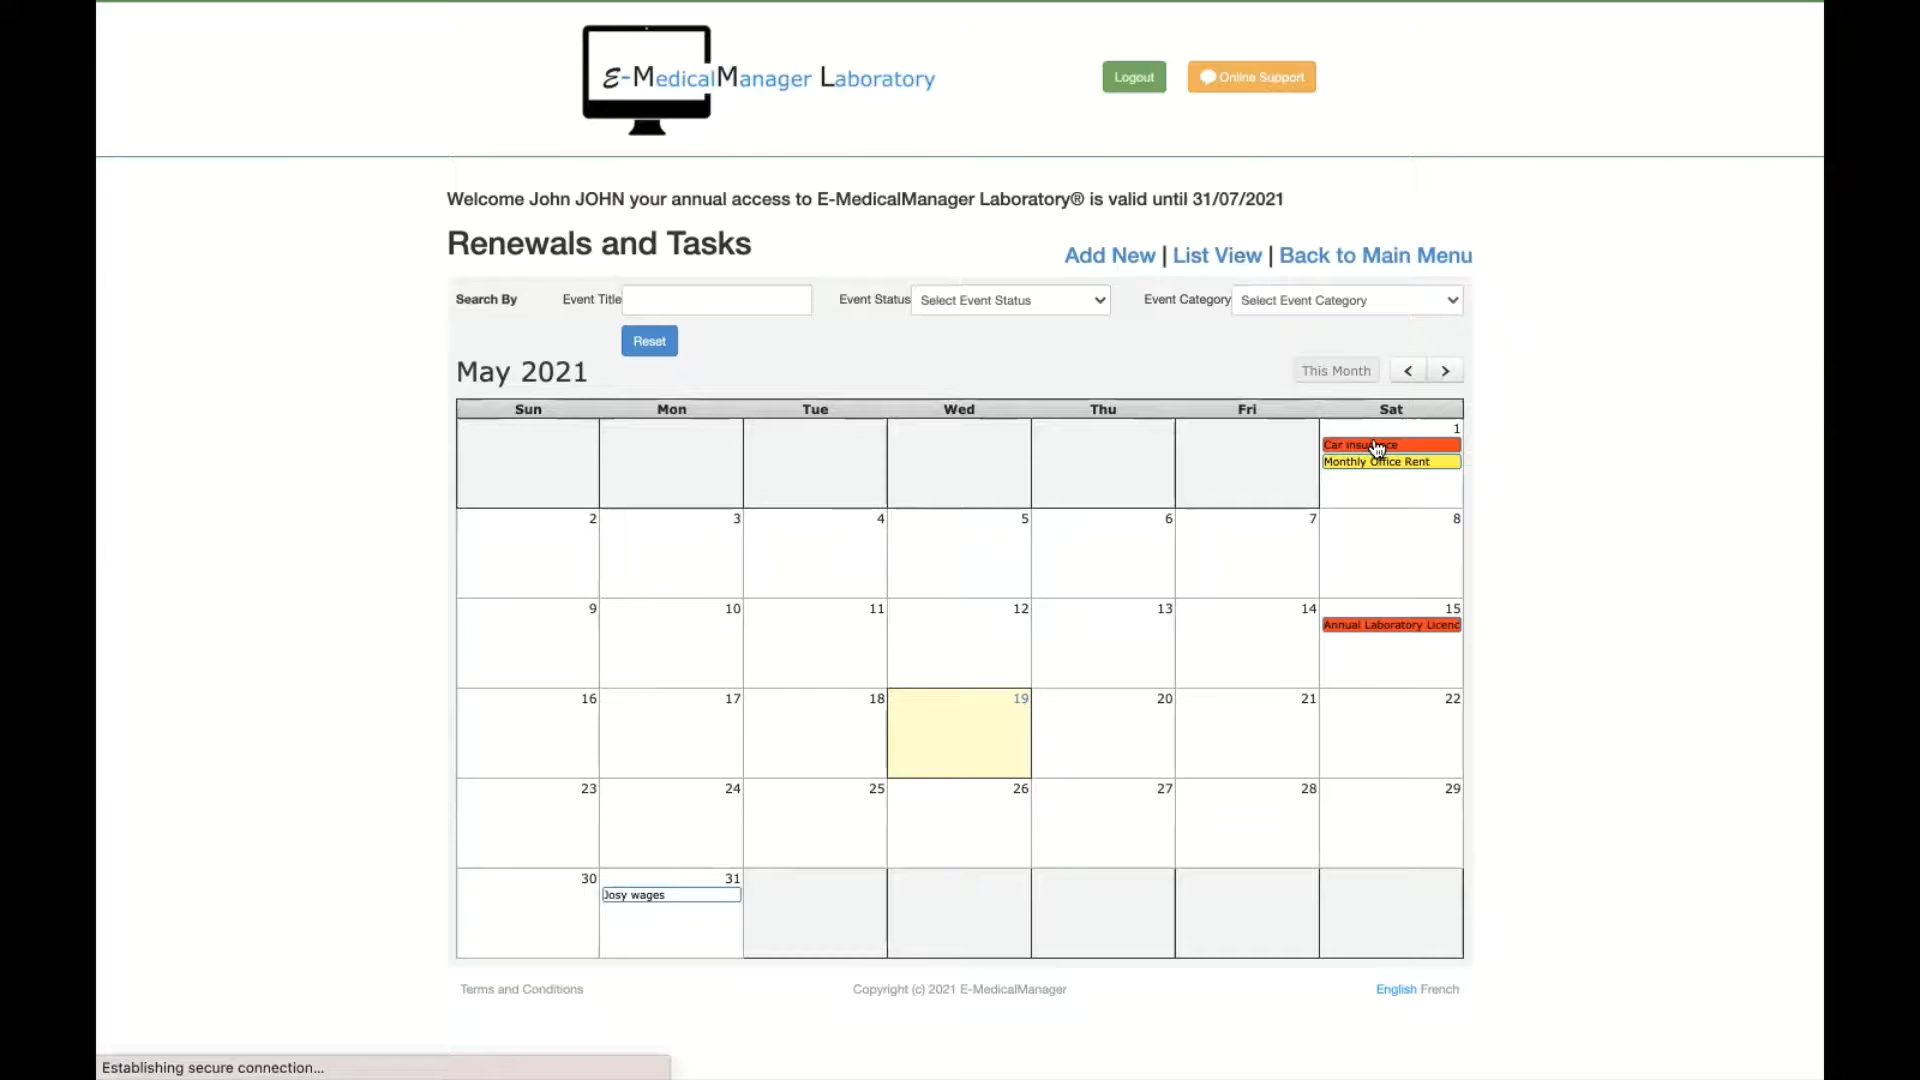 ε-MedicalManager Laboratory
Logout
Online Support
Welcome John JOHN your annual access to E-MedicalManager Laboratory® is valid until 31/07/2021
Renewals and Tasks
Add New | List View | Back to Main Menu
Search By Event Title Event Status Select Event Status Event Category Select Event Category
Reset
May 2021
This Month < >
Sun Mon Tue Wed Thu Fri Sat
1
Car insurance
Monthly Office Rent
2 3 4 5 6 7 8
9 10 11 12 13 14 15
Annual Laboratory Licenc
16 17 18 19 20 21 22
23 24 25 26 27 28 29
30 31
Josy wages
Terms and Conditions Copyright (c) 2021 E-MedicalManager English French
Establishing secure connection...